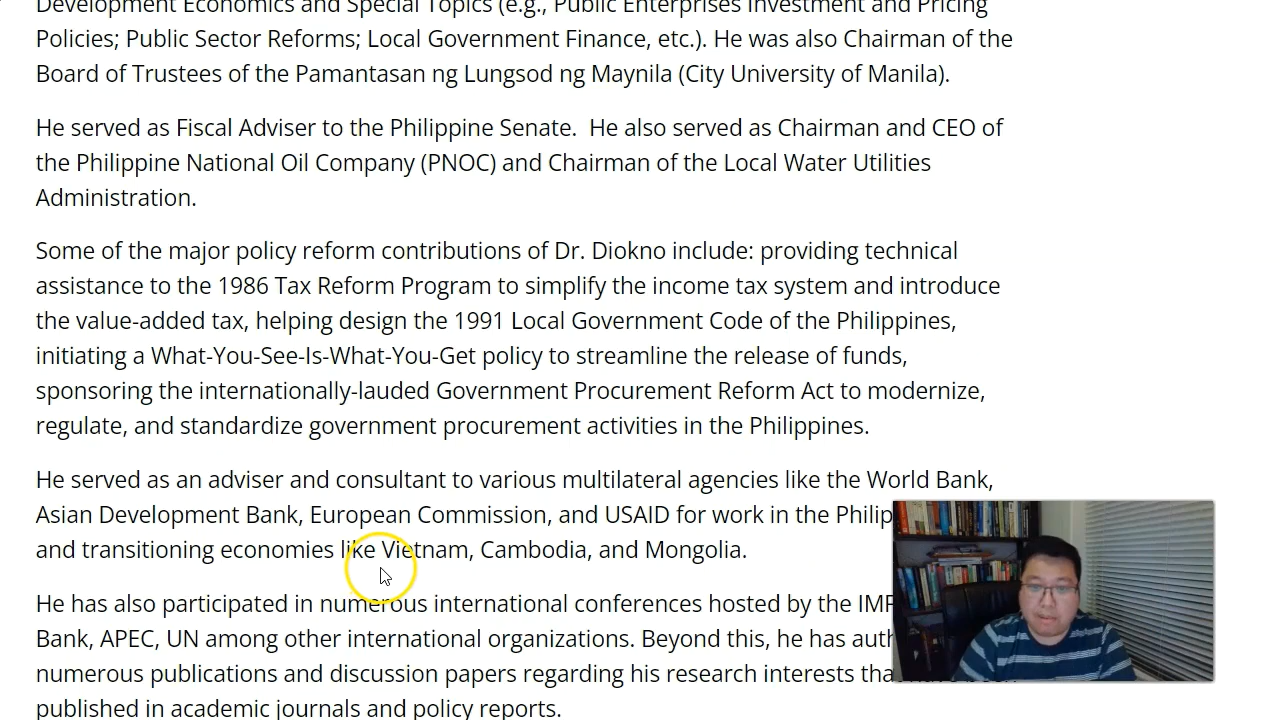 Development Economics and Special Topics (e.g., Public Enterprises Investment and Pricing
Policies; Public Sector Reforms; Local Government Finance, etc.). He was also Chairman of the
Board of Trustees of the Pamantasan ng Lungsod ng Maynila (City University of Manila).
He served as Fiscal Adviser to the Philippine Senate.  He also served as Chairman and CEO of
the Philippine National Oil Company (PNOC) and Chairman of the Local Water Utilities
Administration.
Some of the major policy reform contributions of Dr. Diokno include: providing technical
assistance to the 1986 Tax Reform Program to simplify the income tax system and introduce
the value-added tax, helping design the 1991 Local Government Code of the Philippines,
initiating a What-You-See-Is-What-You-Get policy to streamline the release of funds,
sponsoring the internationally-lauded Government Procurement Reform Act to modernize,
regulate, and standardize government procurement activities in the Philippines.
He served as an adviser and consultant to various multilateral agencies like the World Bank,
Asian Development Bank, European Commission, and USAID for work in the Philip
and transitioning economies like Vietnam, Cambodia, and Mongolia.
He has also participated in numerous international conferences hosted by the IMF
Bank, APEC, UN among other international organizations. Beyond this, he has auth
numerous publications and discussion papers regarding his research interests tha
published in academic journals and policy reports.